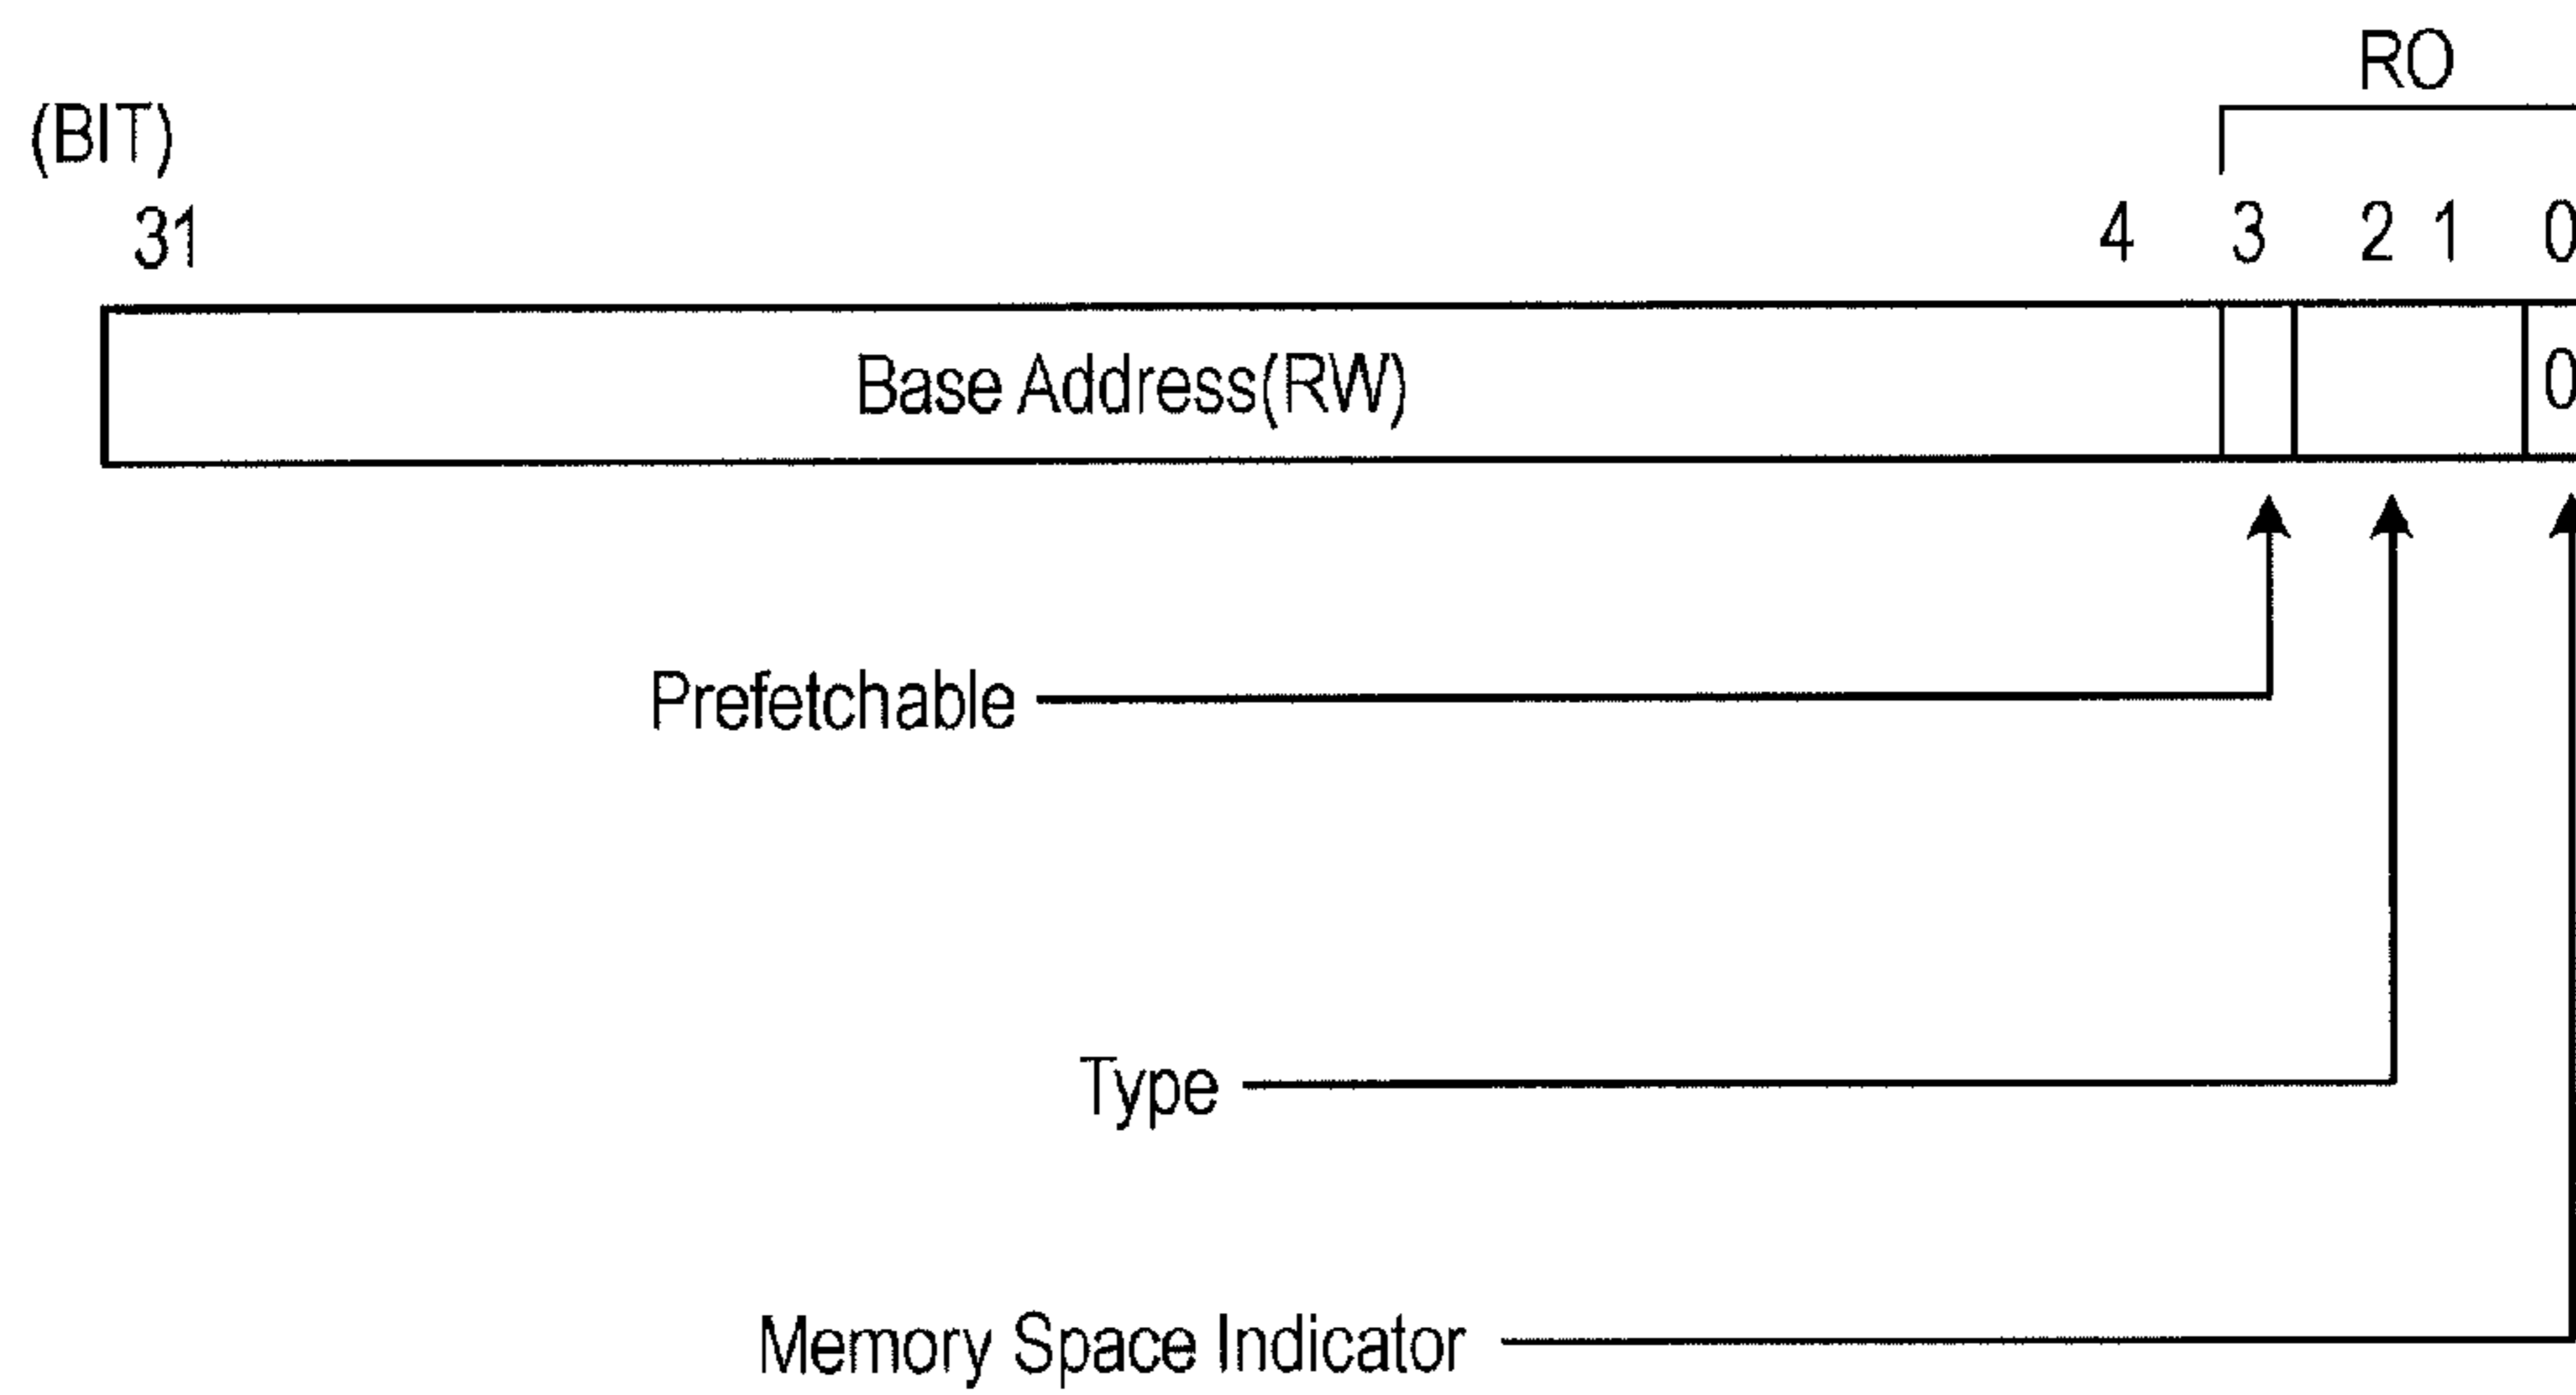 RO
(BIT)
31 4 3 2 1 0
Base Address(RW) 0
Prefetchable
Type
Memory Space Indicator